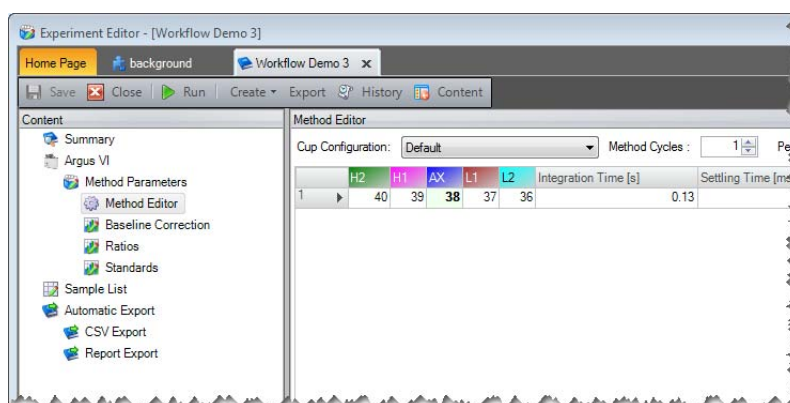 Experiment Editor - [Workflow Demo 3]
Home Page background Workflow Demo 3 x
Save Close Run Create Export History Content
Content
Summary
Argus VI
Method Parameters
Method Editor
Baseline Correction
Ratios
Standards
Sample List
Automatic Export
CSV Export
Report Export
Method Editor
Cup Configuration: Default Method Cycles : 1 Pe
H2 H1 AX L1 L2 Integration Time [s] Settling Time [ms
1 40 39 38 37 36 0.13